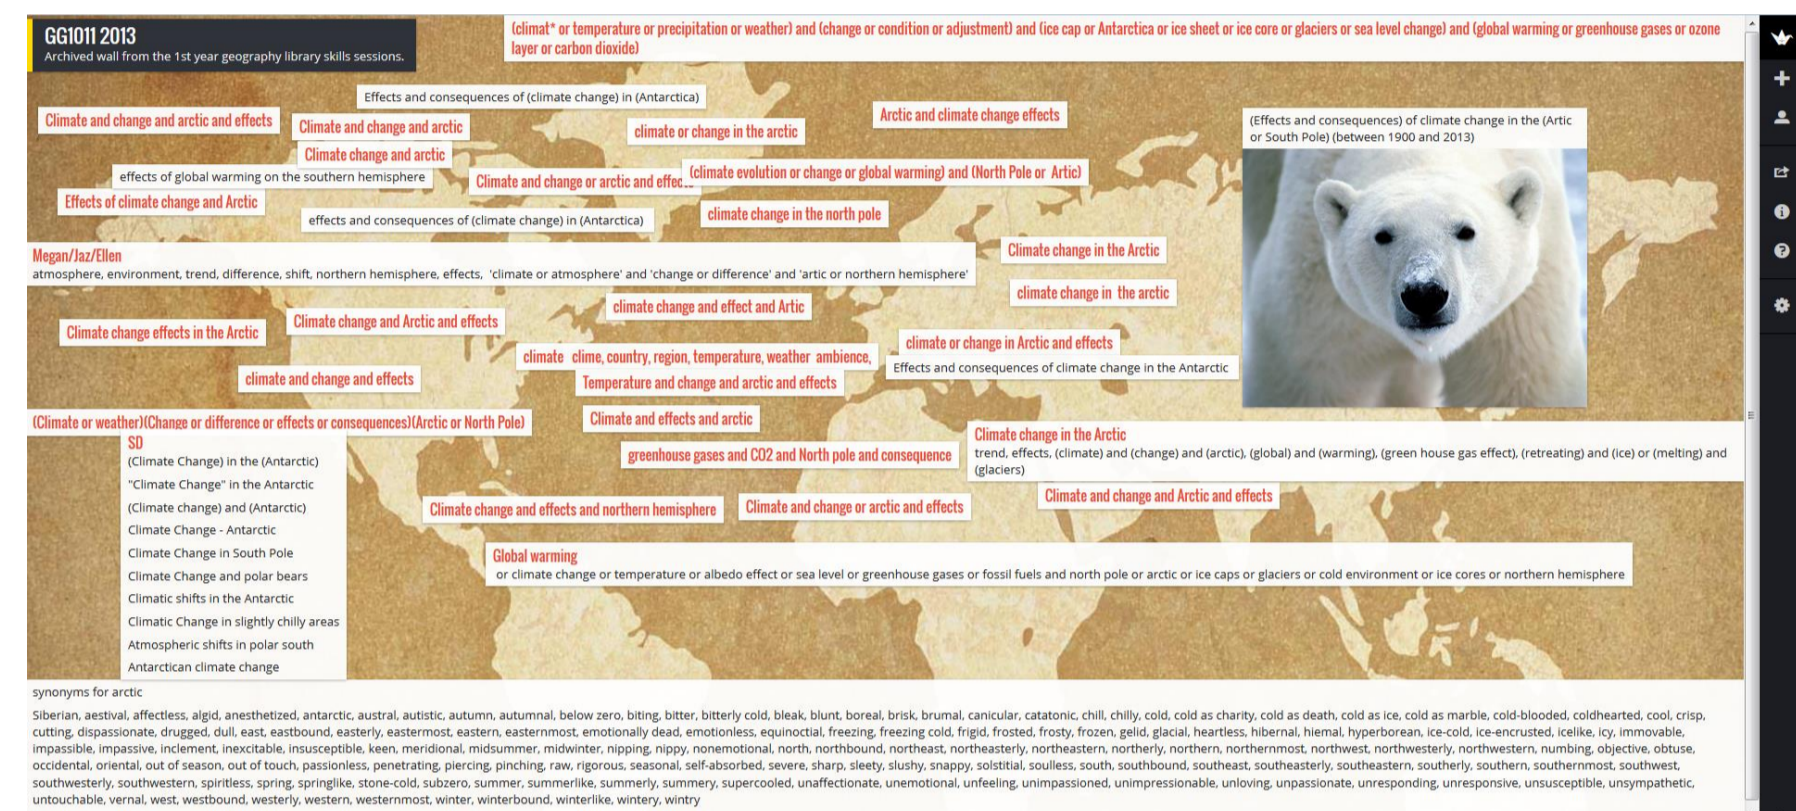 GG1011 2013
Archived wall from the 1st year geography library skills sessions.
(climat* or temperature or precipitation or weather) and (change or condition or adjustment) and (ice cap or Antarctica or ice sheet or ice core or glaciers or sea level change) and (global warming or greenhouse gases or ozone
layer or carbon dioxide)
Effects and consequences of (climate change) in (Antarctica)
Climate and change and arctic and effects
Climate and change and arctic
climate or change in the arctic
Arctic and climate change effects
(Effects and consequences) of climate change in the (Artic
or South Pole) (between 1900 and 2013)
Climate change and arctic
effects of global warming on the southern hemisphere
Climate and change or arctic and effec
(climate evolution or change or global warming) and (North Pole or Artic)
Effects of climate change and Arctic
effects and consequences of (climate change) in (Antarctica)
climate change in the north pole
Megan/Jaz/Ellen
atmosphere, environment, trend, difference, shift, northern hemisphere, effects, 'climate or atmosphere' and 'change or difference' and 'artic or northern hemisphere'
Climate change in the Arctic
climate change in the arctic
climate change and effect and Artic
Climate change effects in the Arctic
Climate change and Arctic and effects
climate or change in Arctic and effects
climate clime, country, region, temperature, weather ambience,
Effects and consequences of climate change in the Antarctic
climate and change and effects
Temperature and change and arctic and effects
(Climate or weather)(Change or difference or effects or consequences)(Arctic or North Pole)
Climate and effects and arctic
SD
(Climate Change) in the (Antarctic)
"Climate Change" in the Antarctic
(Climate change) and (Antarctic)
Climate Change - Antarctic
Climate Change in South Pole
Climate Change and polar bears
Climatic shifts in the Antarctic
Climatic Change in slightly chilly areas
Atmospheric shifts in polar south
Antarctican climate change
greenhouse gases and CO2 and North pole and consequence
Climate change in the Arctic
trend, effects, (climate) and (change) and (arctic), (global) and (warming), (green house gas effect), (retreating) and (ice) or (melting) and
(glaciers)
Climate and change and Arctic and effects
Climate change and effects and northern hemisphere
Climate and change or arctic and effects
Global warming
or climate change or temperature or albedo effect or sea level or greenhouse gases or fossil fuels and north pole or arctic or ice caps or glaciers or cold environment or ice cores or northern hemisphere
synonyms for arctic
Siberian, aestival, affectless, algid, anesthetized, antarctic, austral, autistic, autumn, autumnal, below zero, biting, bitter, bitterly cold, bleak, blunt, boreal, brisk, brumal, canicular, catatonic, chill, chilly, cold, cold as charity, cold as death, cold as ice, cold as marble, cold-blooded, coldhearted, cool, crisp,
cutting, dispassionate, drugged, dull, east, eastbound, easterly, eastermost, eastern, easternmost, emotionally dead, emotionless, equinoctial, freezing, freezing cold, frigid, frosted, frosty, frozen, gelid, glacial, heartless, hibernal, hiemal, hyperborean, ice-cold, ice-encrusted, icelike, icy, immovable,
impassible, impassive, inclement, inexcitable, insusceptible, keen, meridional, midsummer, midwinter, nipping, nippy, nonemotional, north, northbound, northeast, northeasterly, northeastern, northerly, northern, northernmost, northwest, northwesterly, northwestern, numbing, objective, obtuse,
occidental, oriental, out of season, out of touch, passionless, penetrating, piercing, pinching, raw, rigorous, seasonal, self-absorbed, severe, sharp, sleety, slushy, snappy, solstitial, soulless, south, southbound, southeast, southeasterly, southeastern, southerly, southern, southernmost, southwest,
southwesterly, southwestern, spiritless, spring, springlike, stone-cold, subzero, summer, summerlike, summerly, summery, supercooled, unaffectionate, unemotional, unfeeling, unimpassioned, unimpressionable, unloving, unpassionate, unresponding, unresponsive, unsusceptible, unsympathetic,
untouchable, vernal, west, westbound, westerly, western, westernmost, winter, winterbound, winterlike, wintery, wintry